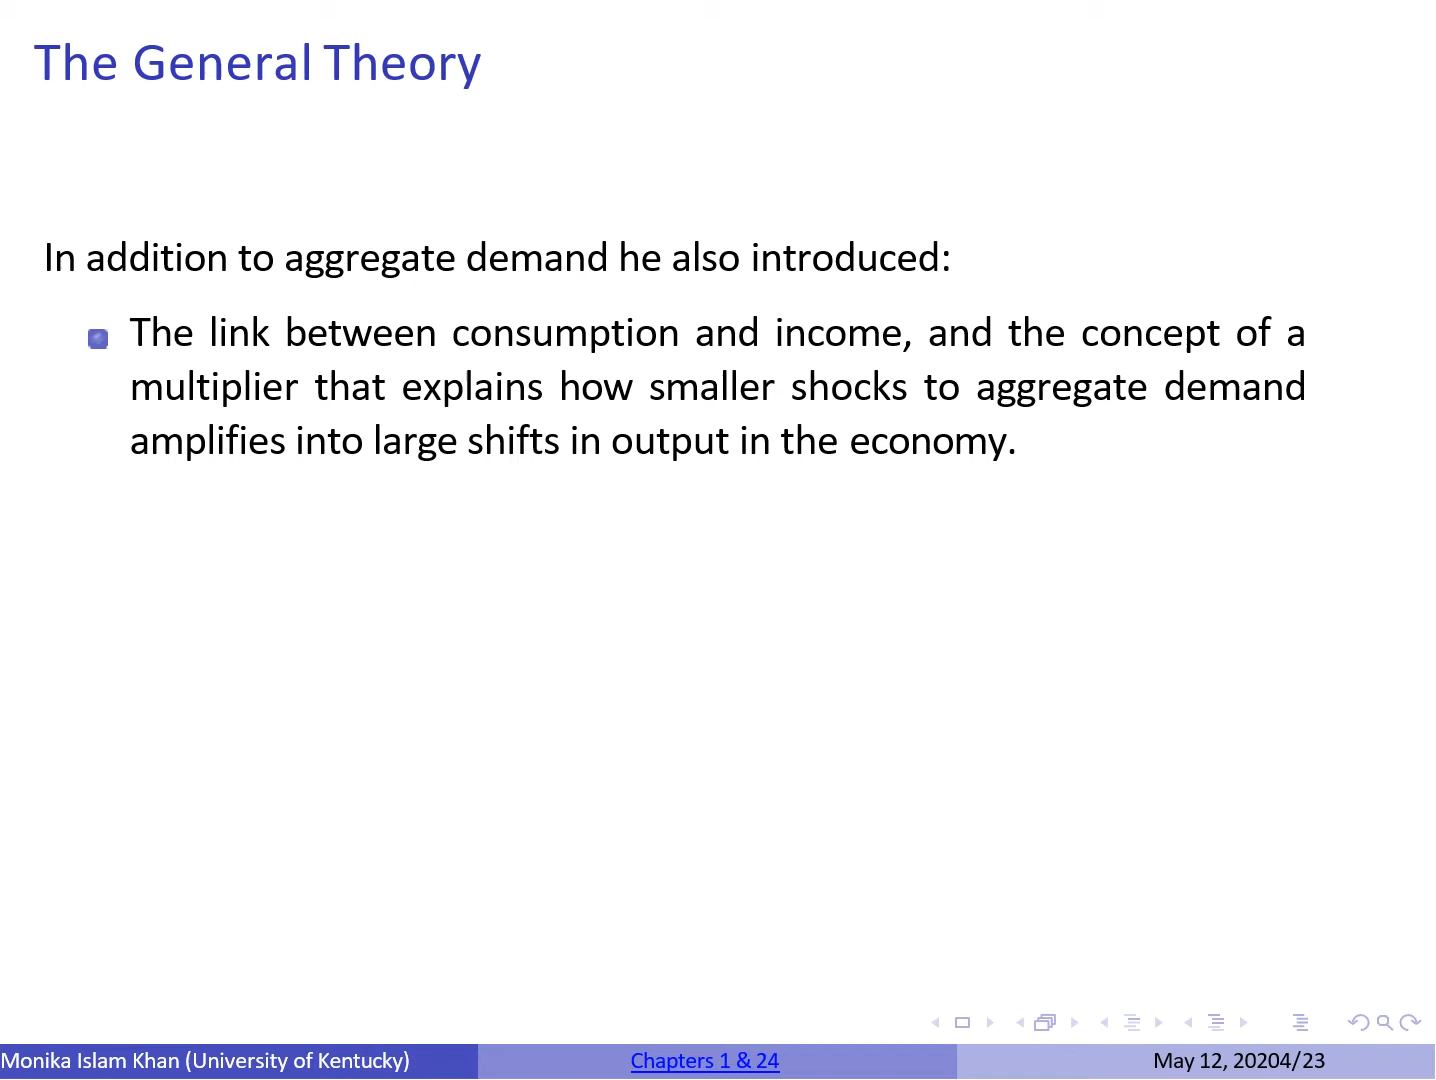 The General Theory
In addition to aggregate demand he also introduced:
The link between consumption and income, and the concept of a
multiplier that explains how smaller shocks to aggregate demand
amplifies into large shifts in output in the economy.
Monika Islam Khan (University of Kentucky)
Chapters 1 & 24
May 12, 20204/23